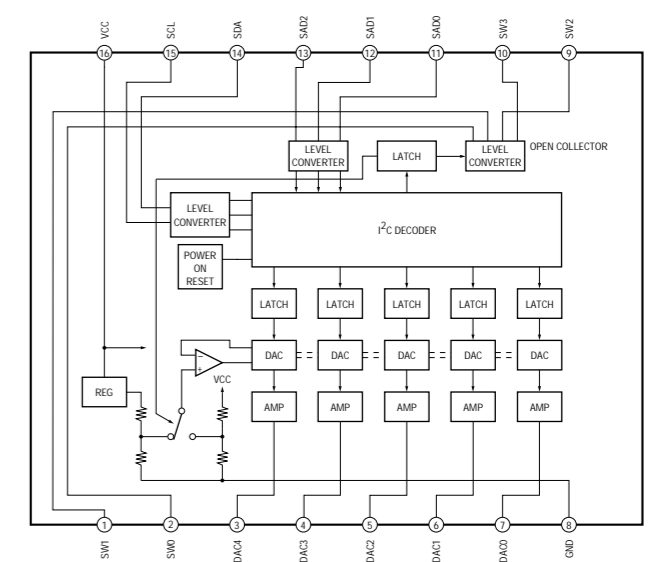 VCC
SCL
SDA
SAD2
SAD1
SAD0
SW3
SW2
16
15
14
13
12
11
10
9
LEVEL
CONVERTER
LATCH
LEVEL
CONVERTER
OPEN COLLECTOR
LEVEL
CONVERTER
I2C DECODER
POWER
ON
RESET
LATCH
LATCH
LATCH
LATCH
LATCH
−
+
DAC
DAC
DAC
DAC
DAC
VCC
REG
AMP
AMP
AMP
AMP
AMP
1
2
3
4
5
6
7
8
SW1
SW0
DAC4
DAC3
DAC2
DAC1
DAC0
GND